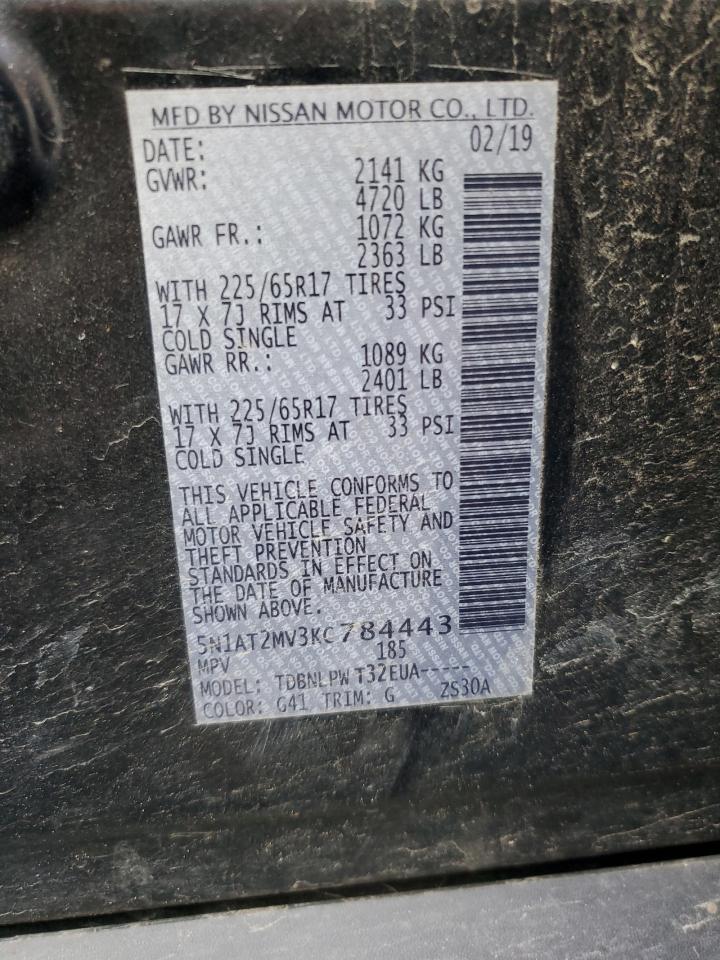 MFD BY NISSAN MOTOR CO., LTD.
DATE: 02/19
GVWR: 2141 KG
4720 LB
GAWR FR.: 1072 KG
2363 LB
WITH 225/65R17 TIRES
17 X 7J RIMS AT 33 PSI
COLD SINGLE
GAWR RR.: 1089 KG
2401 LB
WITH 225/65R17 TIRES
17 X 7J RIMS AT 33 PSI
COLD SINGLE
THIS VEHICLE CONFORMS TO
ALL APPLICABLE FEDERAL
MOTOR VEHICLE SAFETY AND
THEFT PREVENTION
STANDARDS IN EFFECT ON
THE DATE OF MANUFACTURE
SHOWN ABOVE.
5N1AT2MV3KC784443
MPV 185
MODEL: TDBNLPW T32EUA-----
COLOR: G41 TRIM: G ZS30A